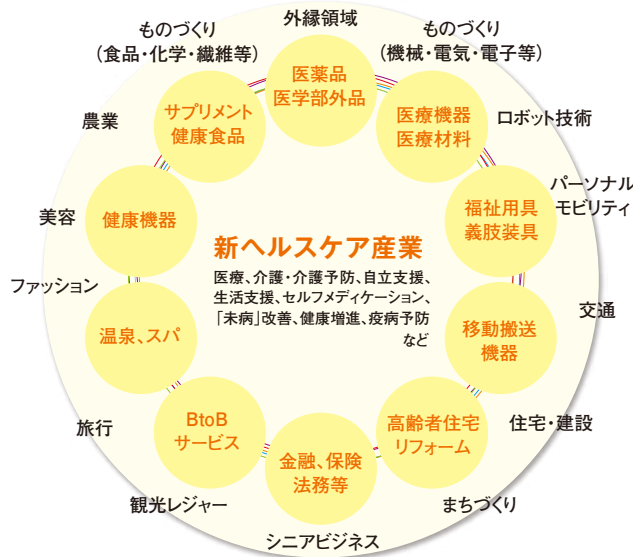 外縁領域
ものづくり
(食品・化学・繊維等)
ものづくり
(機械・電気・電子等)
医薬品
医学部外品
サプリメント
健康食品
医療機器
医療材料
農業
ロボット技術
パーソナル
モビリティ
美容
健康機器
福祉用具
義肢装具
新ヘルスケア産業
医療、介護・介護予防、自立支援、
生活支援、セルフメディケーション、
「未病」改善、健康増進、疫病予防
など
ファッション
交通
温泉、スパ
移動搬送
機器
旅行
BtoB
サービス
高齢者住宅
リフォーム
住宅・建設
金融、保険
法務等
観光レジャー
まちづくり
シニアビジネス